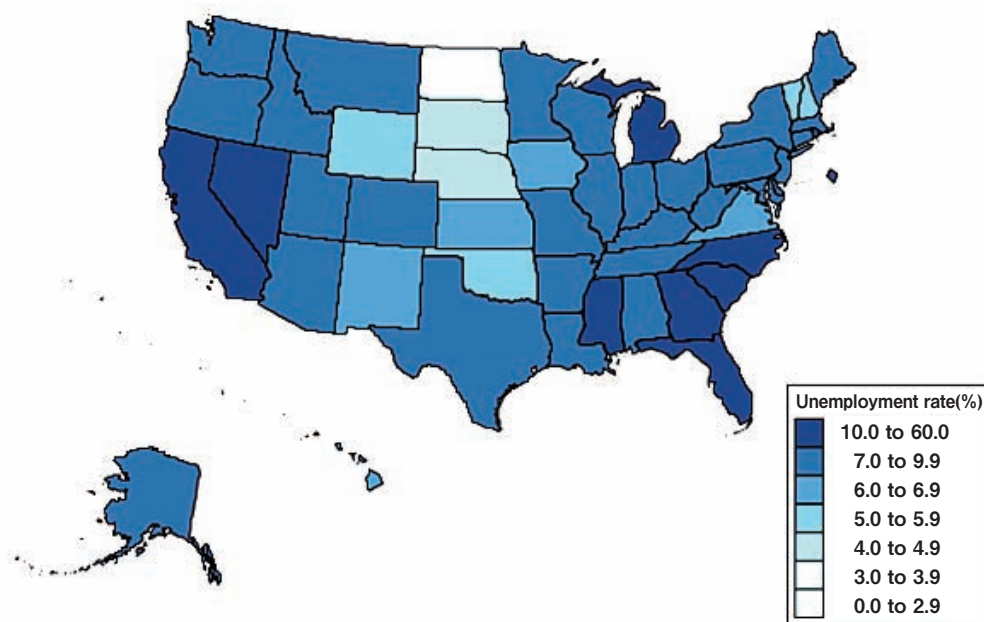 Unemployment rate(%)
10.0 to 60.0
7.0 to 9.9
6.0 to 6.9
5.0 to 5.9
4.0 to 4.9
3.0 to 3.9
0.0 to 2.9